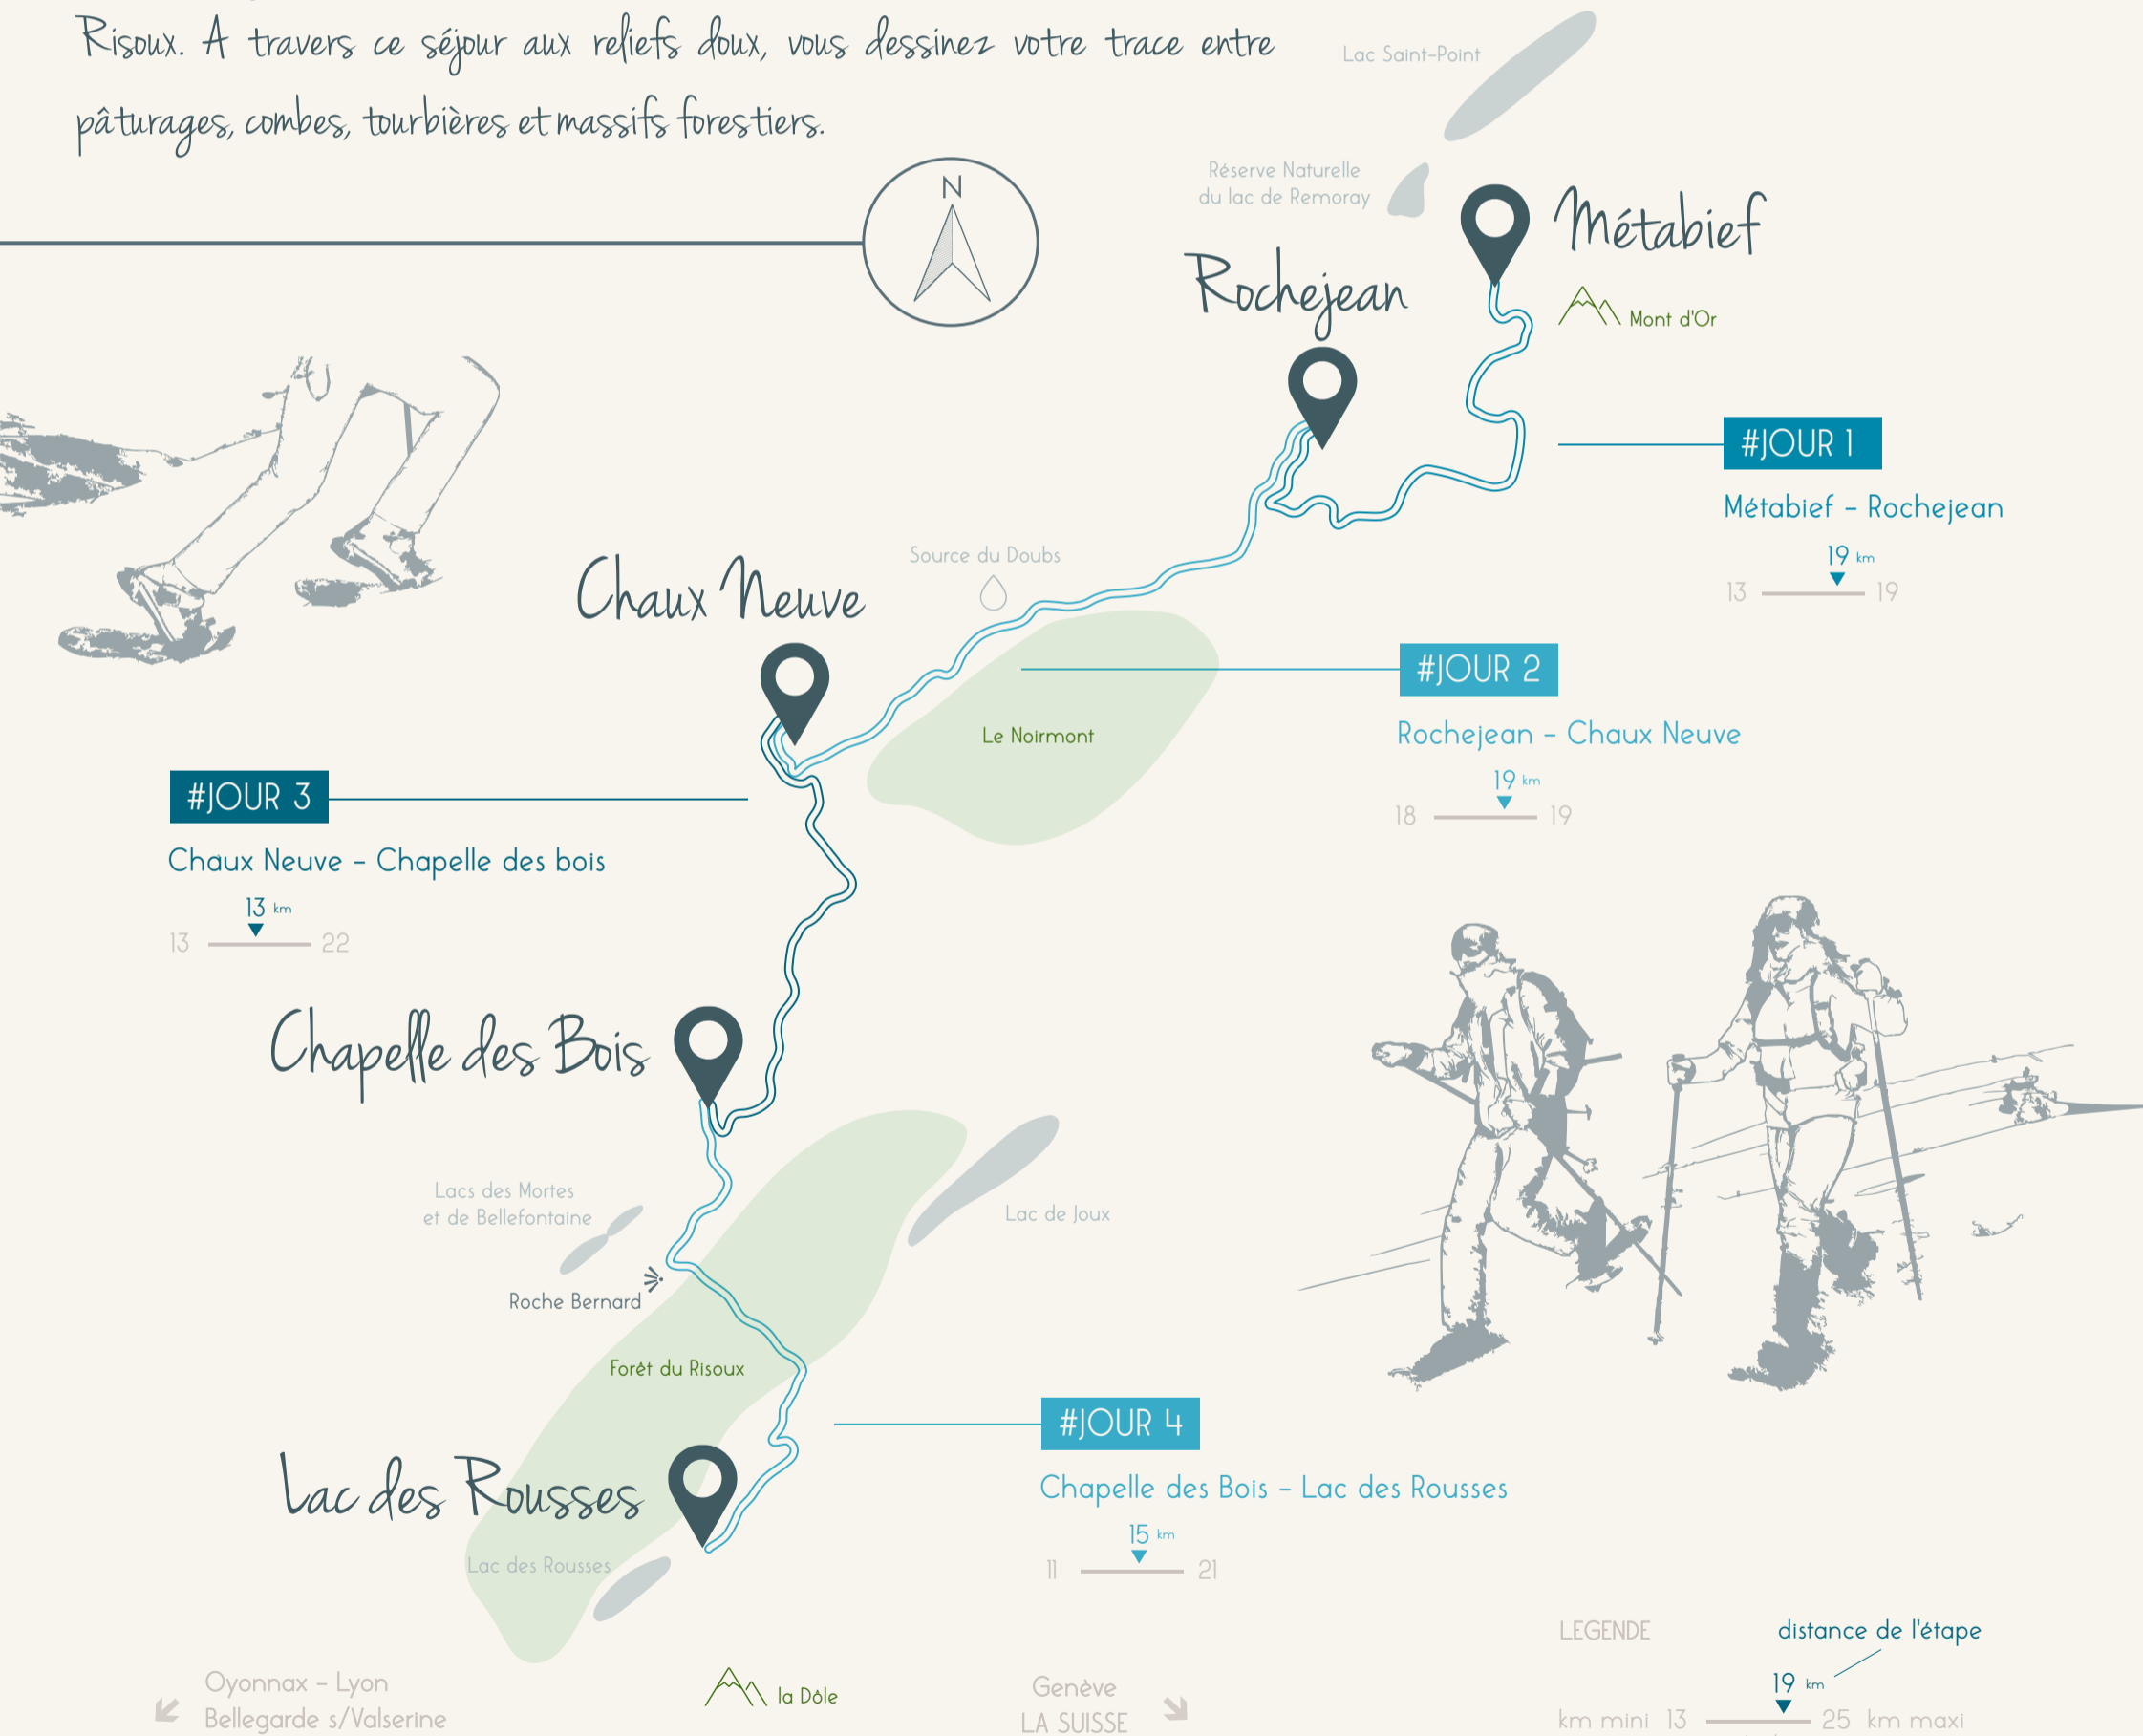 Risoux. A travers ce séjour aux reliefs doux, vous dessinez votre trace entre
pâturages, combes, tourbières et massifs forestiers.
Lac Saint-Point
N
Réserve Naturelle
du lac de Remoray
Métabief
Rochejean
Mont d'Or
#JOUR 1
Métabief - Rochejean
19 km
13 19
Source du Doubs
Chaux Neuve
#JOUR 2
Rochejean - Chaux Neuve
19 km
18 19
Le Noirmont
#JOUR 3
Chaux Neuve - Chapelle des bois
13 km
13 22
Chapelle des Bois
Lacs des Mortes
et de Bellefontaine
Lac de Joux
Roche Bernard
Forêt du Risoux
#JOUR 4
Chapelle des Bois - Lac des Rousses
15 km
11 21
Lac des Rousses
Lac des Rousses
LEGENDE
distance de l'étape
19 km
km mini 13 25 km maxi
Oyonnax - Lyon
Bellegarde s/Valserine
la Dôle
Genève
LA SUISSE